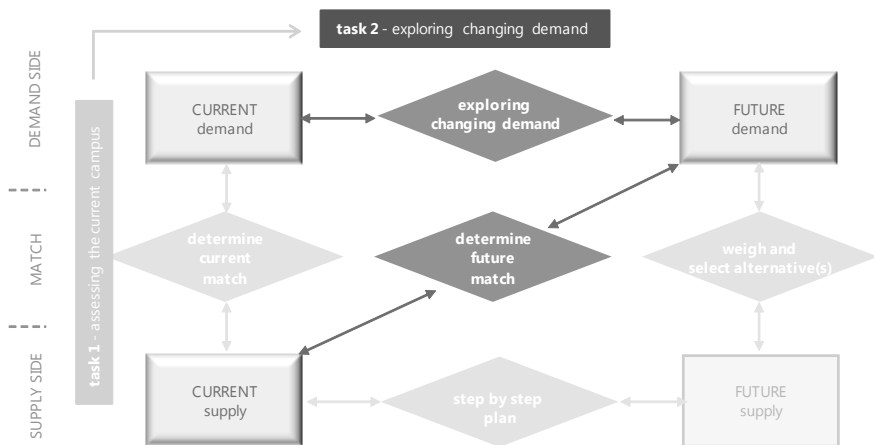 task 2 - exploring changing demand
DEMAND SIDE
MATCH
SUPPLY SIDE
task 1 - assessing the current campus
CURRENT
demand
exploring
changing demand
FUTURE
demand
determine
current
match
determine
future
match
weigh and
select alternative(s)
CURRENT
supply
step by step
plan
FUTURE
supply